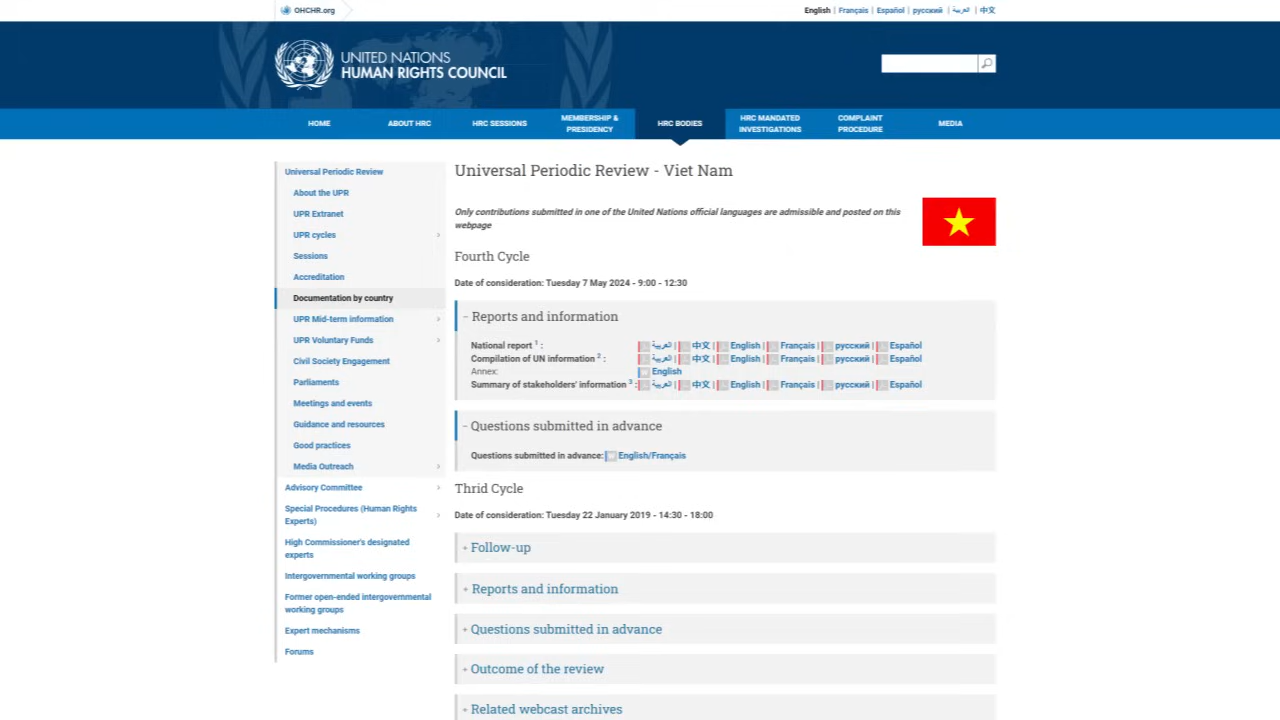 OHCHR.org
English | Français | Español | русский | العربية | 中文
UNITED NATIONS
HUMAN RIGHTS COUNCIL
HOME
ABOUT HRC
HRC SESSIONS
MEMBERSHIP &
PRESIDENCY
HRC BODIES
HRC MANDATED
INVESTIGATIONS
COMPLAINT
PROCEDURE
MEDIA
Universal Periodic Review
About the UPR
UPR Extranet
UPR cycles
Sessions
Accreditation
Documentation by country
UPR Mid-term information
UPR Voluntary Funds
Civil Society Engagement
Parliaments
Meetings and events
Guidance and resources
Good practices
Media Outreach
Advisory Committee
Special Procedures (Human Rights
Experts)
High Commissioner's designated
experts
Intergovernmental working groups
Former open-ended intergovernmental
working groups
Expert mechanisms
Forums
Universal Periodic Review - Viet Nam
Only contributions submitted in one of the United Nations official languages are admissible and posted on this
webpage
Fourth Cycle
Date of consideration: Tuesday 7 May 2024 - 9:00 - 12:30
- Reports and information
National report 1 : العربية | 中文 | English | Français | русский | Español
Compilation of UN information 2 : العربية | 中文 | English | Français | русский | Español
Annex: English
Summary of stakeholders' information 3 : العربية | 中文 | English | Français | русский | Español
- Questions submitted in advance
Questions submitted in advance: English/Français
Thrid Cycle
Date of consideration: Tuesday 22 January 2019 - 14:30 - 18:00
+ Follow-up
+ Reports and information
+ Questions submitted in advance
+ Outcome of the review
+ Related webcast archives